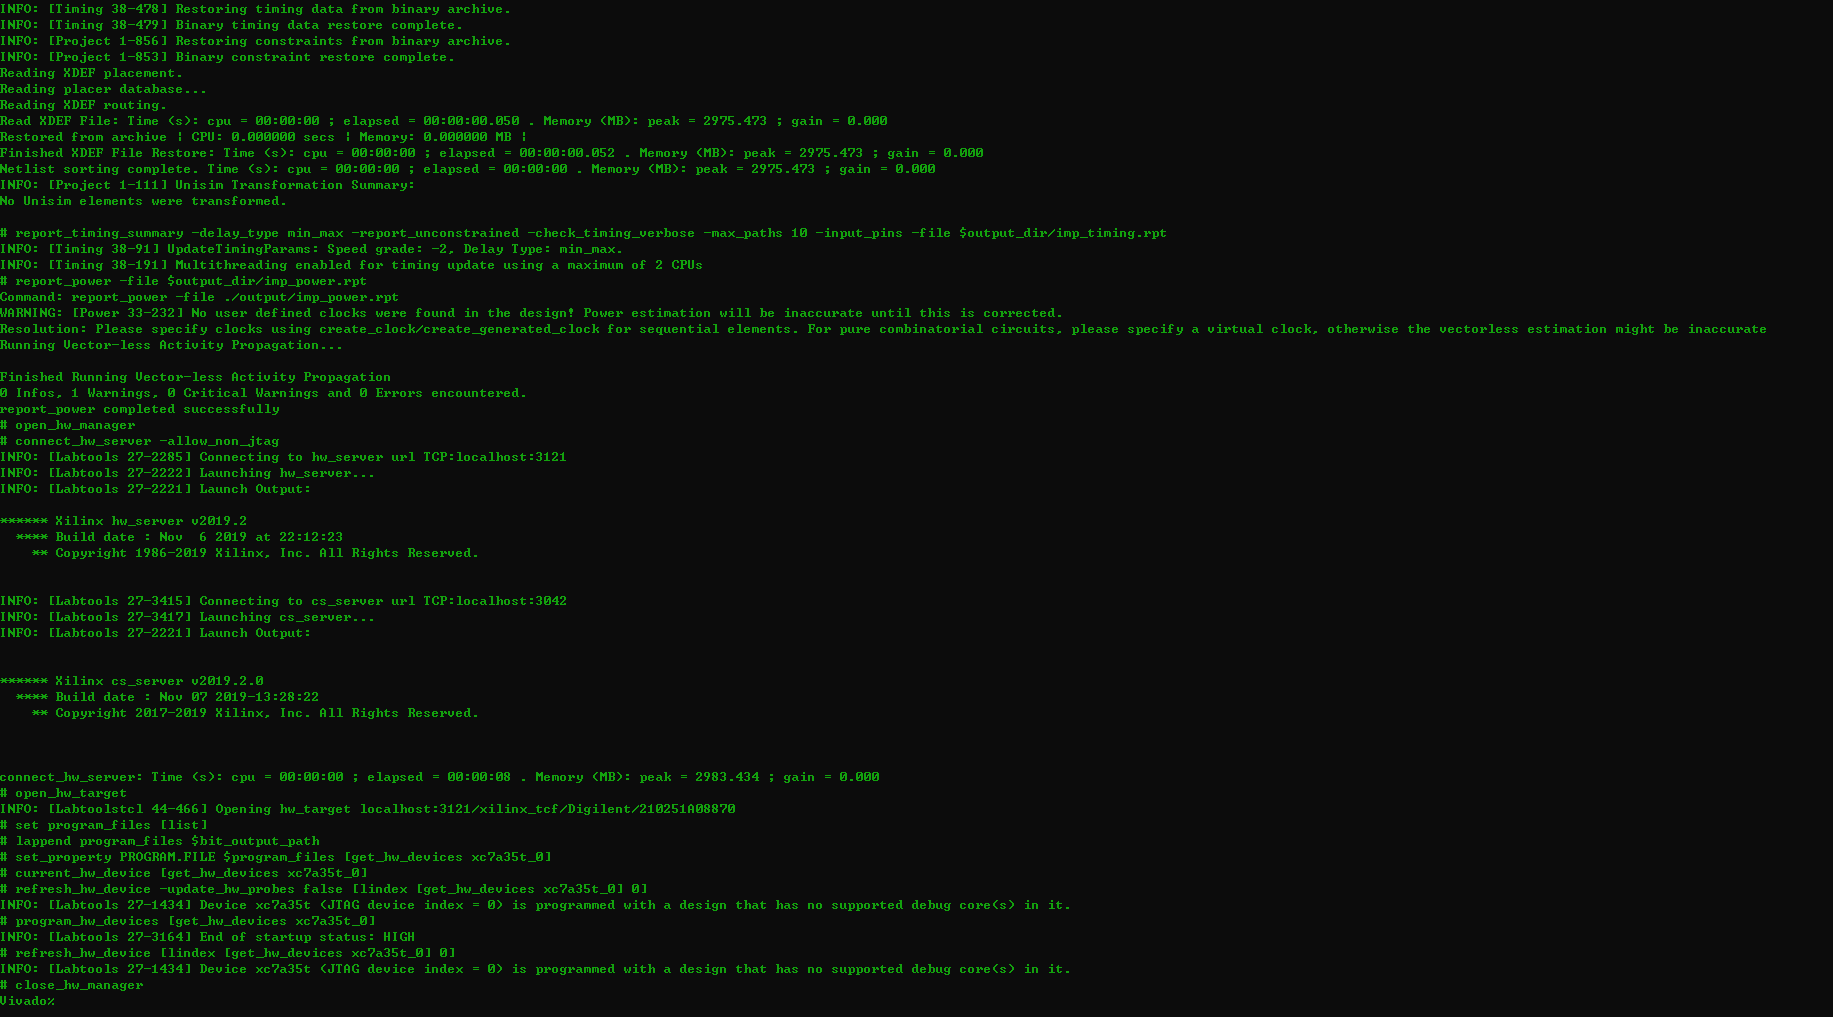 INFO: [Timing 38-478] Restoring timing data from binary archive.
INFO: [Timing 38-479] Binary timing data restore complete.
INFO: [Project 1-856] Restoring constraints from binary archive.
INFO: [Project 1-853] Binary constraint restore complete.
Reading XDEF placement.
Reading placer database...
Reading XDEF routing.
Read XDEF File: Time (s): cpu = 00:00:00 ; elapsed = 00:00:00.050 . Memory (MB): peak = 2975.473 ; gain = 0.000
Restored from archive | CPU: 0.000000 secs | Memory: 0.000000 MB |
Finished XDEF File Restore: Time (s): cpu = 00:00:00 ; elapsed = 00:00:00.052 . Memory (MB): peak = 2975.473 ; gain = 0.000
Netlist sorting complete. Time (s): cpu = 00:00:00 ; elapsed = 00:00:00 . Memory (MB): peak = 2975.473 ; gain = 0.000
INFO: [Project 1-111] Unisim Transformation Summary:
No Unisim elements were transformed.
# report_timing_summary -delay_type min_max -report_unconstrained -check_timing_verbose -max_paths 10 -input_pins -file $output_dir/imp_timing.rpt
INFO: [Timing 38-91] UpdateTimingParams: Speed grade: -2, Delay Type: min_max.
INFO: [Timing 38-191] Multithreading enabled for timing update using a maximum of 2 CPUs
# report_power -file $output_dir/imp_power.rpt
Command: report_power -file ./output/imp_power.rpt
WARNING: [Power 33-232] No user defined clocks were found in the design! Power estimation will be inaccurate until this is corrected.
Resolution: Please specify clocks using create_clock/create_generated_clock for sequential elements. For pure combinatorial circuits, please specify a virtual clock, otherwise the vectorless estimation might be inaccurate
Running Vector-less Activity Propagation...
Finished Running Vector-less Activity Propagation
0 Infos, 1 Warnings, 0 Critical Warnings and 0 Errors encountered.
report_power completed successfully
# open_hw_manager
# connect_hw_server -allow_non_jtag
INFO: [Labtools 27-2285] Connecting to hw_server url TCP:localhost:3121
INFO: [Labtools 27-2222] Launching hw_server...
INFO: [Labtools 27-2221] Launch Output:
****** Xilinx hw_server v2019.2
**** Build date : Nov  6 2019 at 22:12:23
** Copyright 1986-2019 Xilinx, Inc. All Rights Reserved.
INFO: [Labtools 27-3415] Connecting to cs_server url TCP:localhost:3042
INFO: [Labtools 27-3417] Launching cs_server...
INFO: [Labtools 27-2221] Launch Output:
****** Xilinx cs_server v2019.2.0
**** Build date : Nov 07 2019-13:28:22
** Copyright 2017-2019 Xilinx, Inc. All Rights Reserved.
connect_hw_server: Time (s): cpu = 00:00:00 ; elapsed = 00:00:08 . Memory (MB): peak = 2983.434 ; gain = 0.000
# open_hw_target
INFO: [Labtoolstcl 44-466] Opening hw_target localhost:3121/xilinx_tcf/Digilent/210251A08870
# set program_files [list]
# lappend program_files $bit_output_path
# set_property PROGRAM.FILE $program_files [get_hw_devices xc7a35t_0]
# current_hw_device [get_hw_devices xc7a35t_0]
# refresh_hw_device -update_hw_probes false [lindex [get_hw_devices xc7a35t_0] 0]
INFO: [Labtools 27-1434] Device xc7a35t (JTAG device index = 0) is programmed with a design that has no supported debug core(s) in it.
# program_hw_devices [get_hw_devices xc7a35t_0]
INFO: [Labtools 27-3164] End of startup status: HIGH
# refresh_hw_device [lindex [get_hw_devices xc7a35t_0] 0]
INFO: [Labtools 27-1434] Device xc7a35t (JTAG device index = 0) is programmed with a design that has no supported debug core(s) in it.
# close_hw_manager
Vivado%